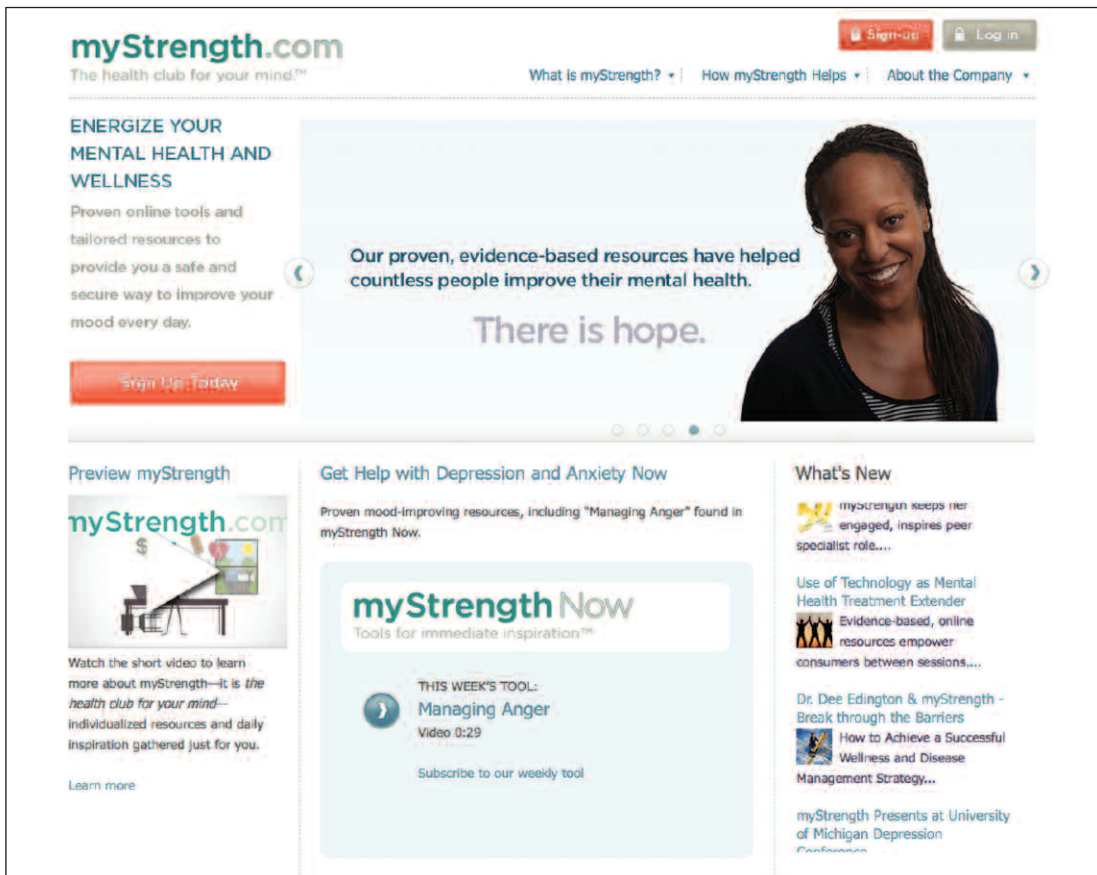 myStrength.com
The health club for your mind.™
Sign-up
Log in
What is myStrength?
How myStrength Helps
About the Company
ENERGIZE YOUR
MENTAL HEALTH AND
WELLNESS
Proven online tools and
tailored resources to
provide you a safe and
secure way to improve your
mood every day.
Sign Up Today
Our proven, evidence-based resources have helped
countless people improve their mental health.
There is hope.
Preview myStrength
myStrength.com
$
Watch the short video to learn
more about myStrength—it is the
health club for your mind—
individualized resources and daily
inspiration gathered just for you.
Learn more
Get Help with Depression and Anxiety Now
Proven mood-improving resources, including "Managing Anger" found in
myStrength Now.
myStrength Now
Tools for immediate inspiration™
THIS WEEK'S TOOL:
Managing Anger
Video 0:29
Subscribe to our weekly tool
What's New
myStrength keeps her
engaged, inspires peer
specialist role....
Use of Technology as Mental
Health Treatment Extender
Evidence-based, online
resources empower
consumers between sessions....
Dr. Dee Edington & myStrength -
Break through the Barriers
How to Achieve a Successful
Wellness and Disease
Management Strategy...
myStrength Presents at University
of Michigan Depression
Conference